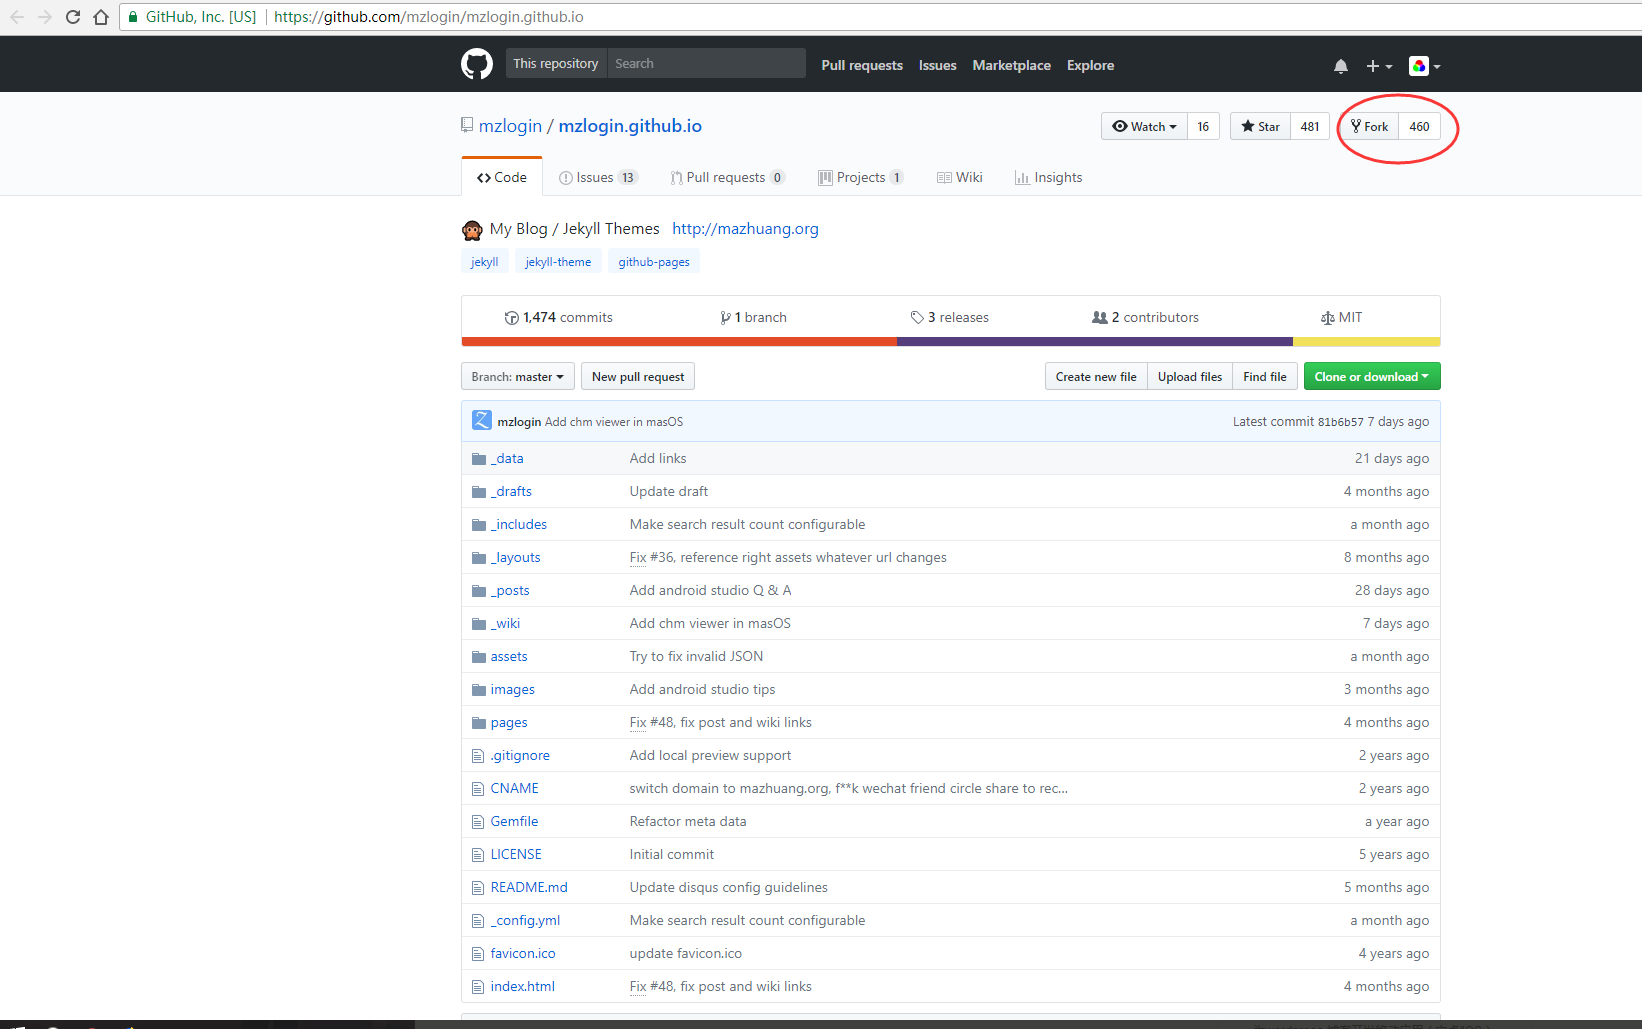 GitHub, Inc. [US] https://github.com/mzlogin/mzlogin.github.io
This repository Search Pull requests Issues Marketplace Explore
mzlogin / mzlogin.github.io Watch 16 Star 481 Fork 460
Code Issues 13 Pull requests 0 Projects 1 Wiki Insights
My Blog / Jekyll Themes http://mazhuang.org
jekyll jekyll-theme github-pages
1,474 commits 1 branch 3 releases 2 contributors MIT
Branch: master New pull request Create new file Upload files Find file Clone or download
mzlogin Add chm viewer in masOS Latest commit 81b6b57 7 days ago
_data Add links 21 days ago
_drafts Update draft 4 months ago
_includes Make search result count configurable a month ago
_layouts Fix #36, reference right assets whatever url changes 8 months ago
_posts Add android studio Q & A 28 days ago
_wiki Add chm viewer in masOS 7 days ago
assets Try to fix invalid JSON a month ago
images Add android studio tips 3 months ago
pages Fix #48, fix post and wiki links 4 months ago
.gitignore Add local preview support 2 years ago
CNAME switch domain to mazhuang.org, f**k wechat friend circle share to rec... 2 years ago
Gemfile Refactor meta data a year ago
LICENSE Initial commit 5 years ago
README.md Update disqus config guidelines 5 months ago
_config.yml Make search result count configurable a month ago
favicon.ico update favicon.ico 4 years ago
index.html Fix #48, fix post and wiki links 4 months ago